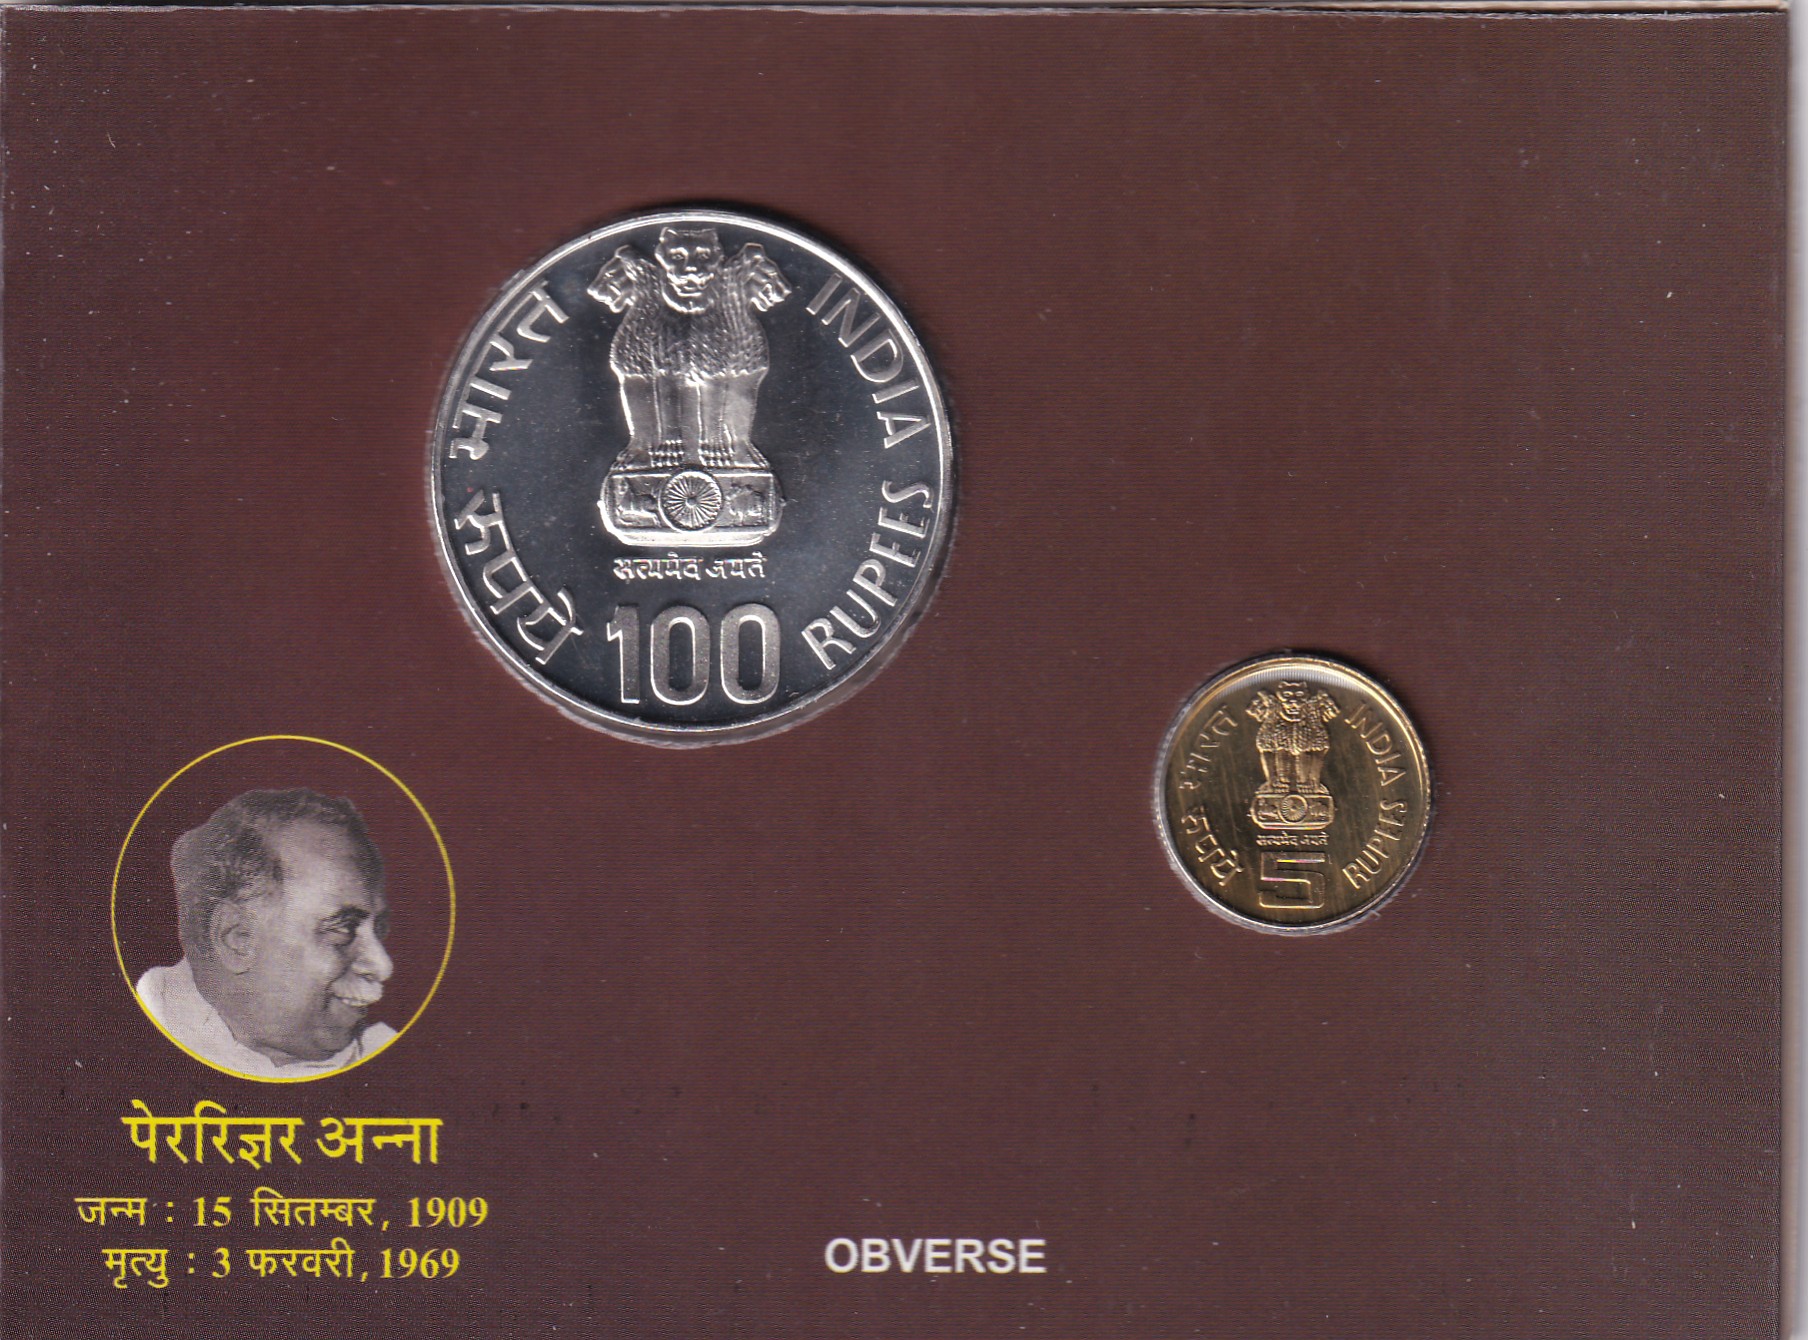 भारत
INDIA
रुपये
RUPEES
सत्यमेव जयते
100
भारत
INDIA
रुपये
RUPEES
सत्यमेव जयते
5
पेररिज्ञर अन्ना
जन्म : 15 सितम्बर, 1909
मृत्यु : 3 फरवरी, 1969
OBVERSE